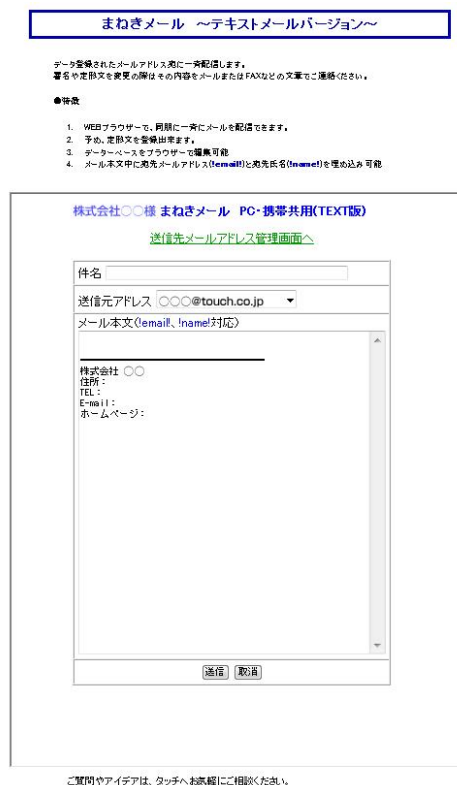 まねきメール　～テキストメールバージョン～
データ登録されたメールアドレス宛に一斉配信します。
署名や定形文を変更の際はその内容をメールまたはFAXなどの文章でご連絡ください。
●特徴
1. WEBブラウザーで、同朋に一斉にメールを配信できます。
2. 予め、定形文を登録出来ます。
3. データーベースをブラウザーで編集可能
4. メール本文中に宛先メールアドレス(!email!)と宛先氏名(!name!)を埋め込み可能
株式会社〇〇様 まねきメール　PC・携帯共用(TEXT版)
送信先メールアドレス管理画面へ
件名
送信元アドレス 〇〇〇@touch.co.jp
メール本文(!email!、!name!対応)
株式会社 〇〇
住所：
TEL：
E-mail：
ホームページ：
送信 取消
ご質問やアイデアは、タッチへお気軽にご相談ください。